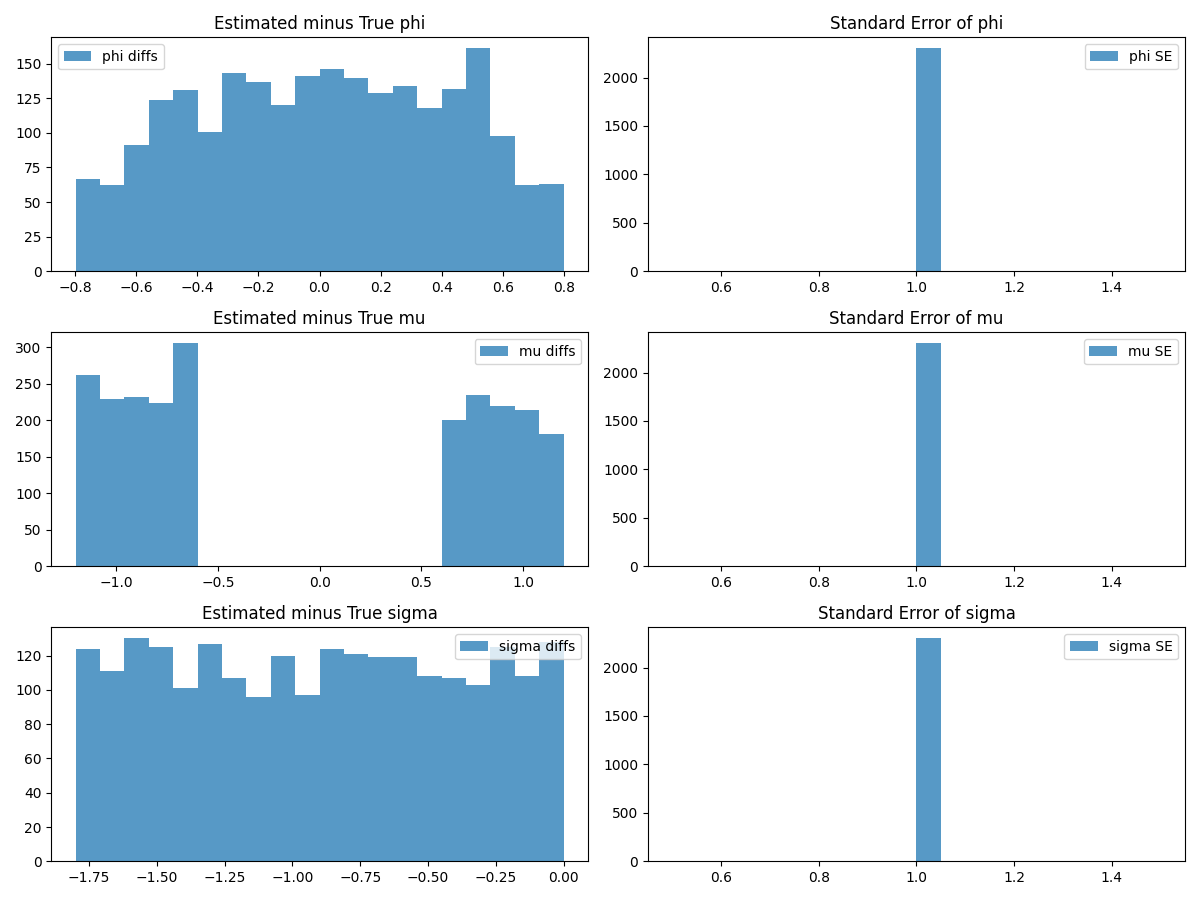 Estimated minus True phi
phi diffs
150
125
100
75
50
25
0
−0.8 −0.6 −0.4 −0.2 0.0 0.2 0.4 0.6 0.8
Standard Error of phi
phi SE
2000
1500
1000
500
0
0.6 0.8 1.0 1.2 1.4
Estimated minus True mu
mu diffs
300
250
200
150
100
50
0
−1.0 −0.5 0.0 0.5 1.0
Standard Error of mu
mu SE
2000
1500
1000
500
0
0.6 0.8 1.0 1.2 1.4
Estimated minus True sigma
sigma diffs
120
100
80
60
40
20
0
−1.75 −1.50 −1.25 −1.00 −0.75 −0.50 −0.25 0.00
Standard Error of sigma
sigma SE
2000
1500
1000
500
0
0.6 0.8 1.0 1.2 1.4